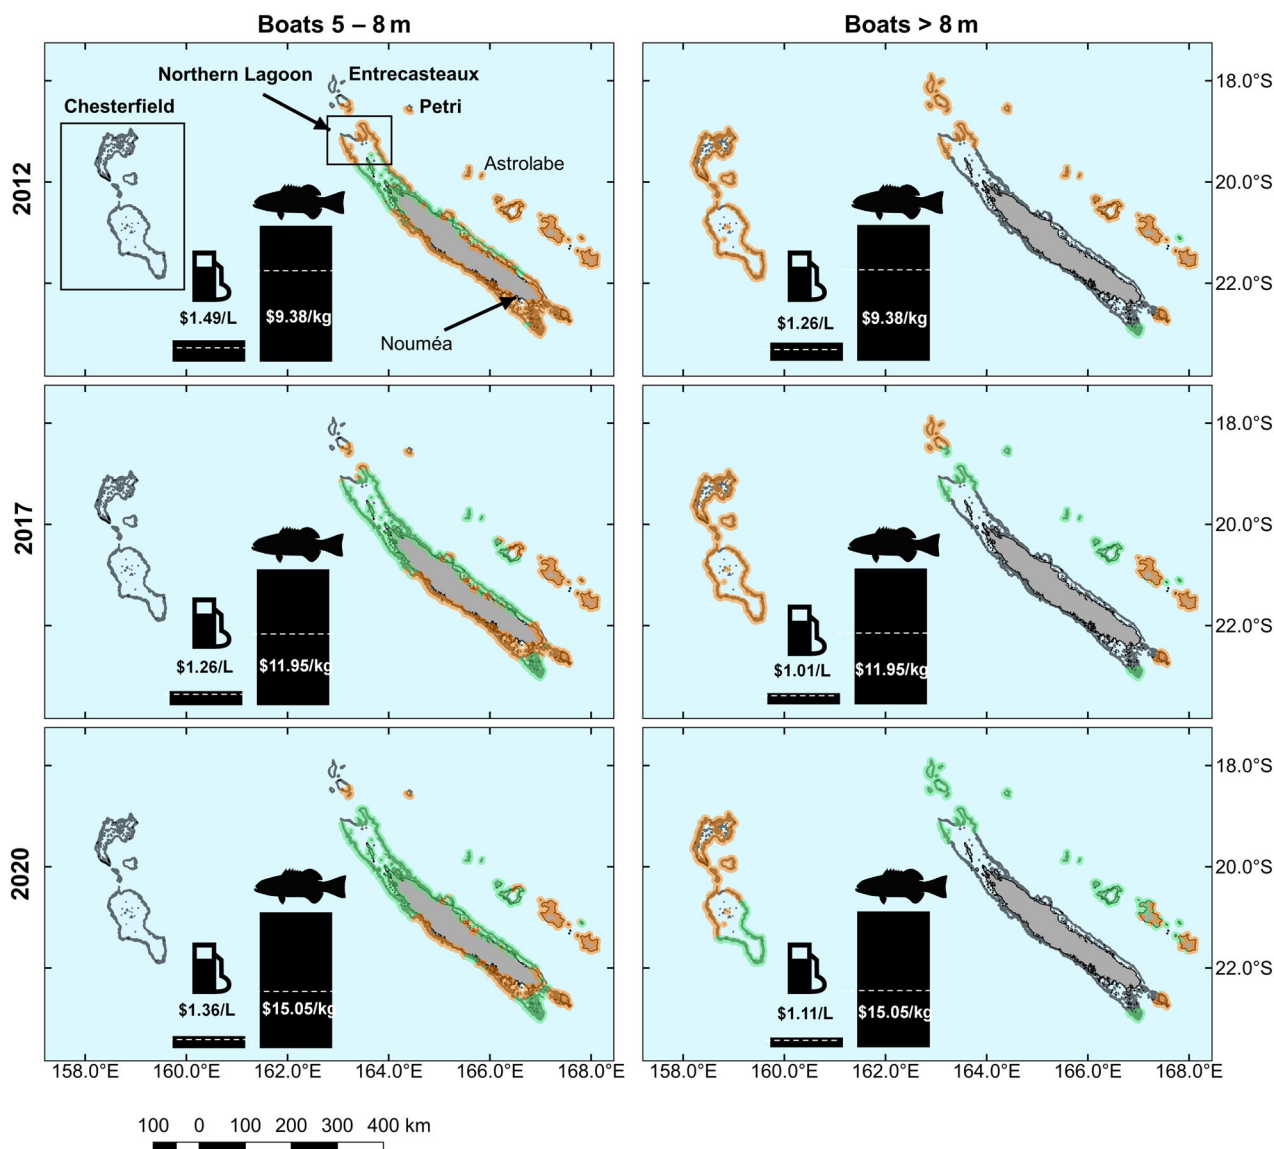 Boats 5 – 8 m
Boats > 8 m
2012
Northern Lagoon
Entrecasteaux
Chesterfield
Petri
Astrolabe
Nouméa
$1.49/L
$9.38/kg
$1.26/L
$9.38/kg
18.0°S
20.0°S
22.0°S
2017
$1.26/L
$11.95/kg
$1.01/L
$11.95/kg
18.0°S
20.0°S
22.0°S
2020
$1.36/L
$15.05/kg
$1.11/L
$15.05/kg
18.0°S
20.0°S
22.0°S
158.0°E 160.0°E 162.0°E 164.0°E 166.0°E 168.0°E
158.0°E 160.0°E 162.0°E 164.0°E 166.0°E 168.0°E
100 0 100 200 300 400 km